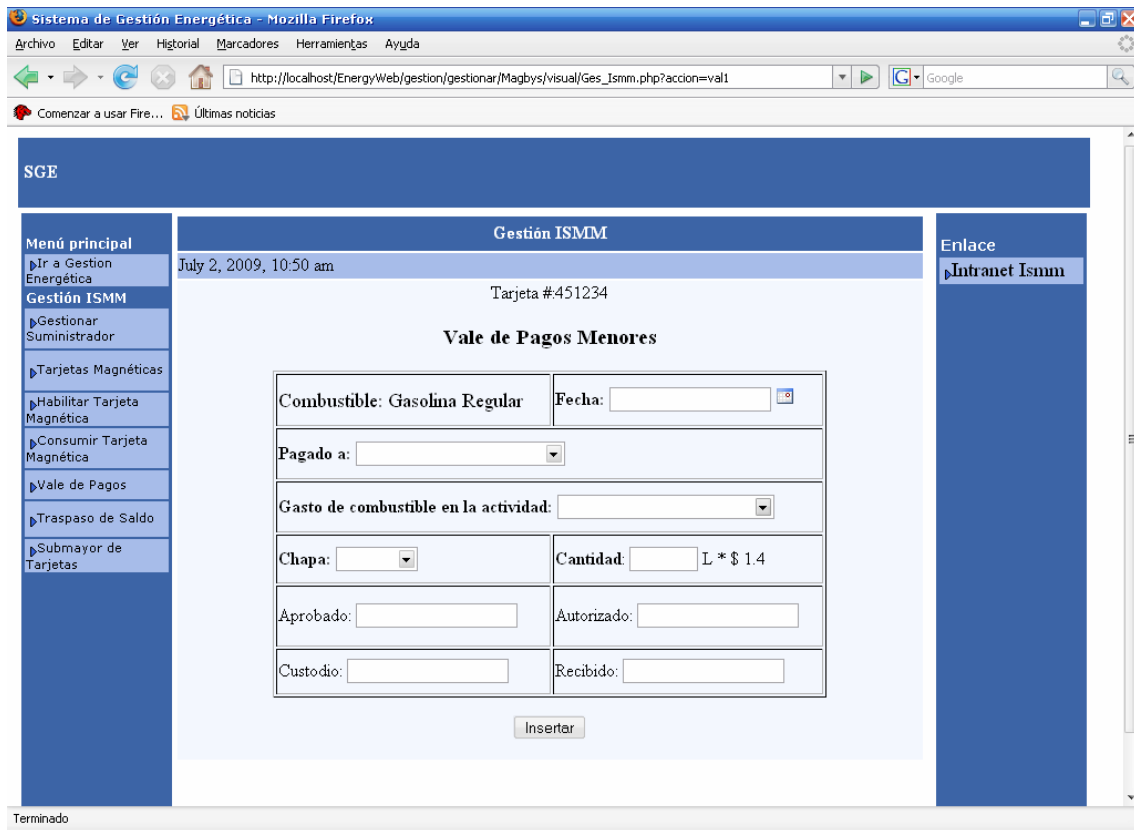 Sistema de Gestión Energética - Mozilla Firefox
Archivo Editar Ver Historial Marcadores Herramientas Ayuda
http://localhost/EnergyWeb/gestion/gestionar/Magbys/visual/Ges_Ismm.php?accion=val1
G Google
Comenzar a usar Fire... Últimas noticias
SGE
Menú principal
Ir a Gestion
Energética
Gestión ISMM
Gestionar
Suministrador
Tarjetas Magnéticas
Habilitar Tarjeta
Magnética
Consumir Tarjeta
Magnética
Vale de Pagos
Traspaso de Saldo
Submayor de
Tarjetas
Gestión ISMM
July 2, 2009, 10:50 am
Tarjeta #:451234
Vale de Pagos Menores
Combustible: Gasolina Regular Fecha:
Pagado a:
Gasto de combustible en la actividad:
Chapa: Cantidad: L * $ 1.4
Aprobado: Autorizado:
Custodio: Recibido:
Insertar
Enlace
Intranet Ismm
Terminado